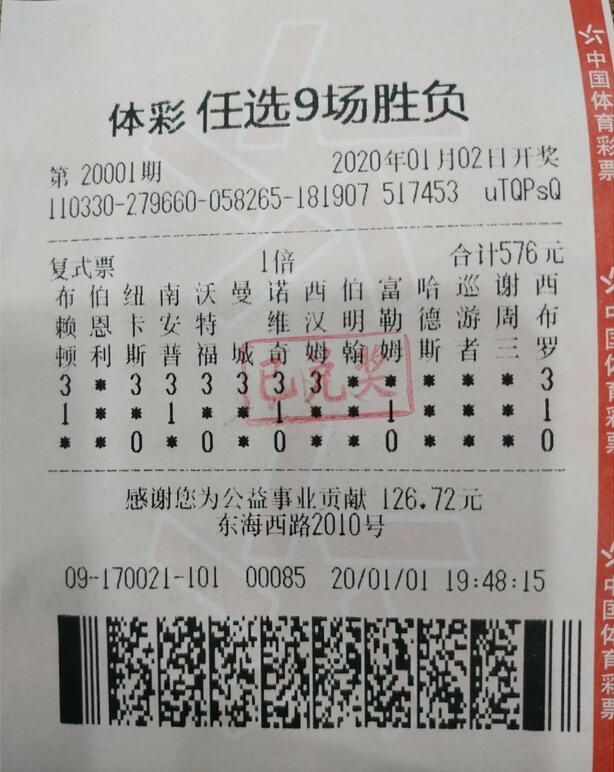 体彩 任选9场胜负
第 20001期 2020年01月02日开奖
110330-279660-058265-181907 517453 uTQPsQ
复式票 1倍 合计576元
布 伯 纽 南 沃 曼 诺 西 伯 富 哈 巡 谢 西
赖 恩 卡 安 特 维 汉 明 勒 德 游 周 布
顿 利 斯 普 福 城 奇 姆 翰 姆 斯 者 三 罗
3 * 3 3 3 3 3 3 * * * * * 3
1 * * 1 * * 1 * * 1 * * * 1
* * 0 * 0 * 0 * * 0 * * * 0
已兑奖
感谢您为公益事业贡献 126.72元
东海西路2010号
09-170021-101 00085 20/01/01 19:48:15
中国体育彩票
中国体育彩票
中国体育彩票